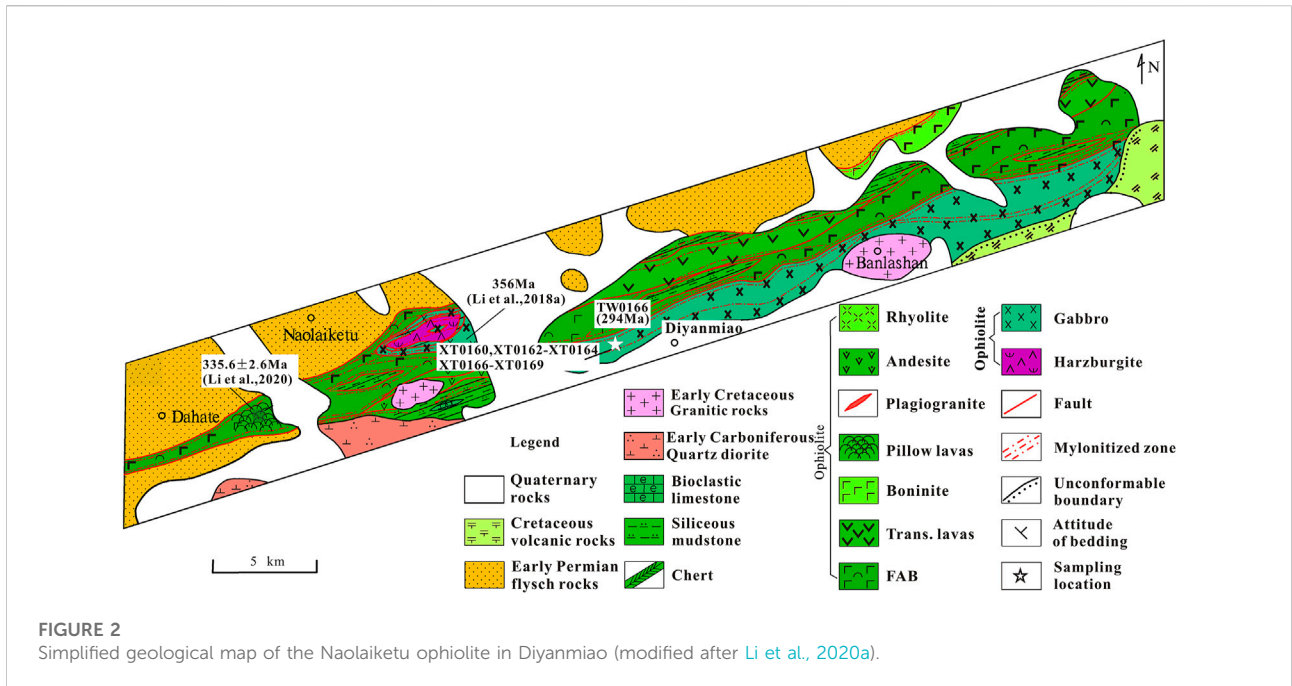 N
Naolaiketu
356Ma
(Li et al.,2018a)
335.6±2.6Ma
(Li et al.,2020)
XT0160,XT0162-XT0164
XT0166-XT0169
TW0166
(294Ma)
Diyanmiao
Banlashan
Dahate
5 km
Legend
Quaternary
rocks
Cretaceous
volcanic rocks
Early Permian
flysch rocks
Early Cretaceous
Granitic rocks
Early Carboniferous
Quartz diorite
Bioclastic
limestone
Siliceous
mudstone
Chert
Ophiolite
Rhyolite
Andesite
Plagiogranite
Pillow lavas
Boninite
Trans. lavas
FAB
Ophiolite
Gabbro
Harzburgite
Fault
Mylonitized zone
Unconformable
boundary
Attitude
of bedding
Sampling
location
FIGURE 2
Simplified geological map of the Naolaiketu ophiolite in Diyanmiao (modified after Li et al., 2020a).